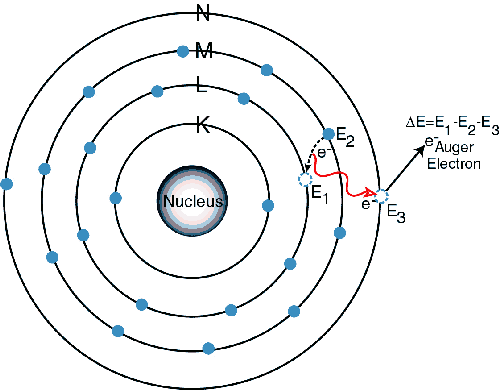 N
M
L
K
Nucleus
E₂
e⁻
E₁
e⁻
E₃
ΔE=E₁-E₂-E₃
e⁻
Auger
Electron